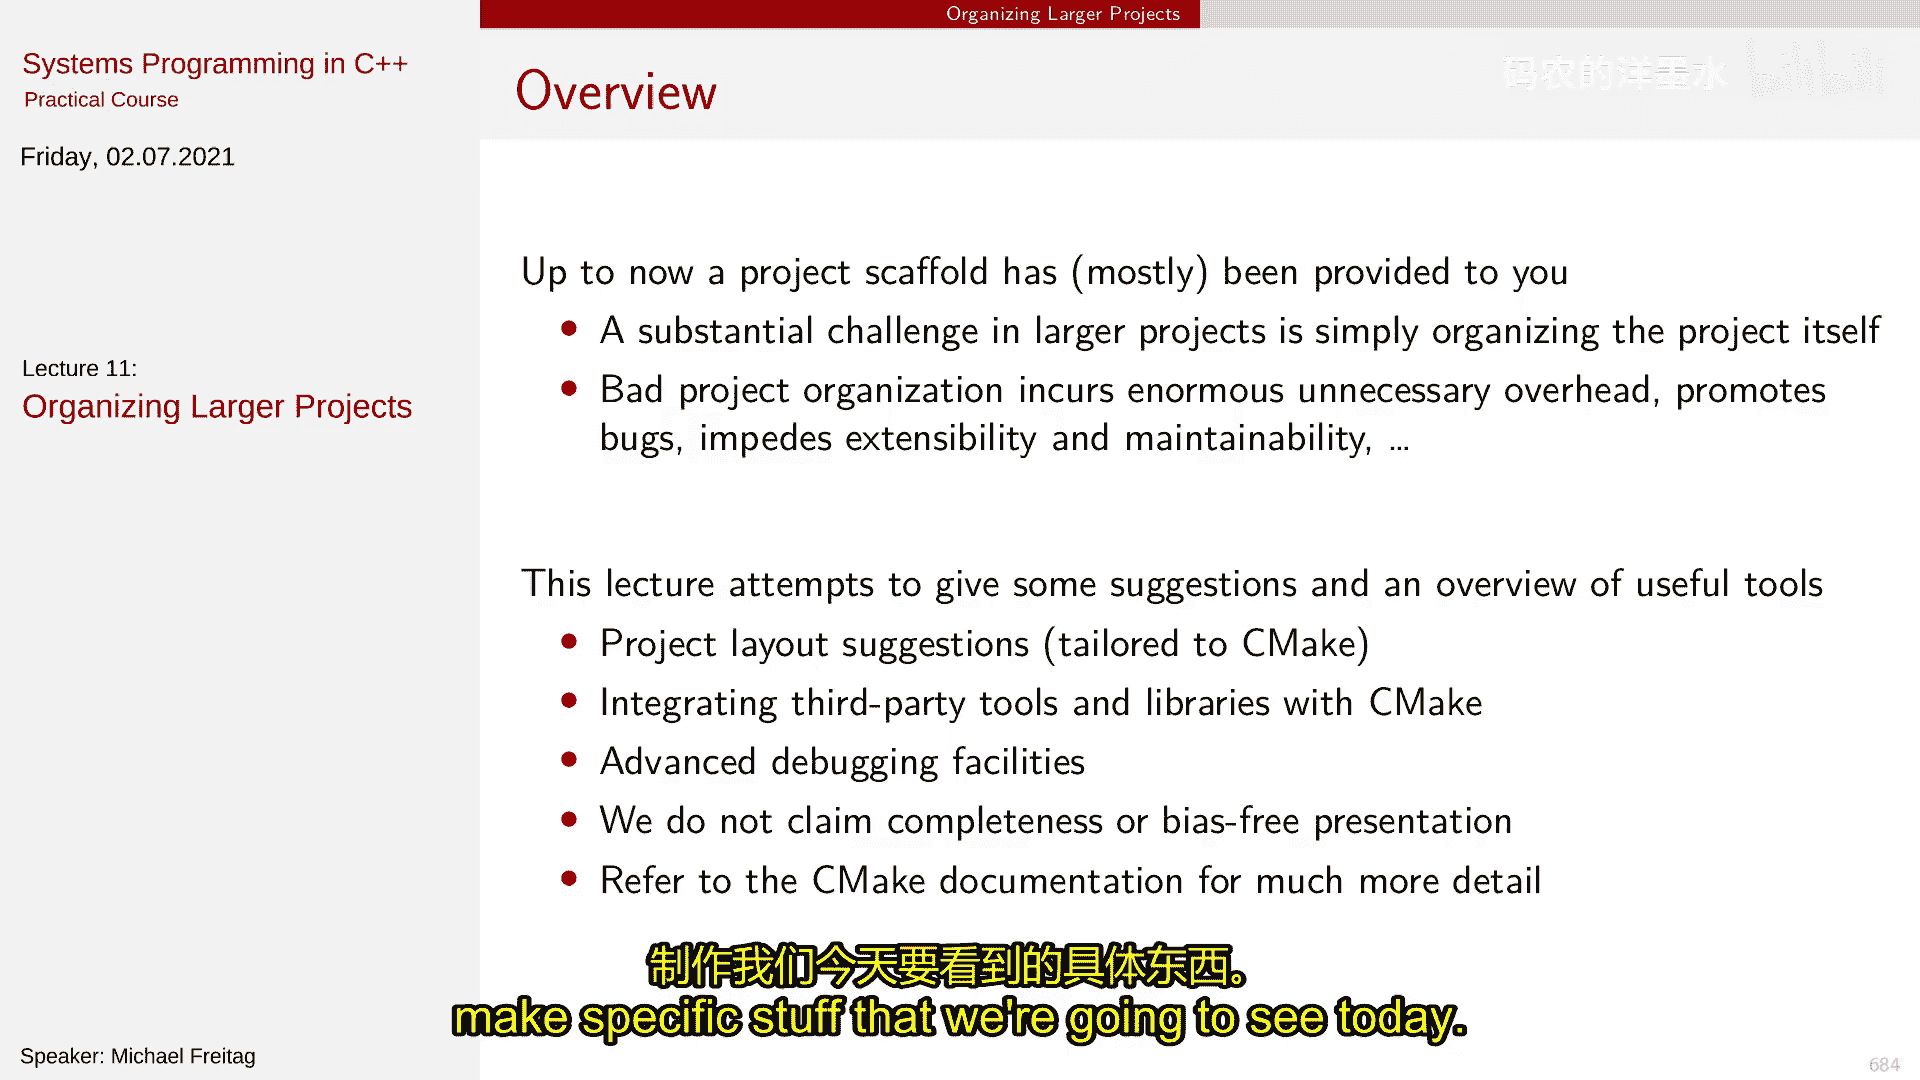 Organizing Larger Projects
Systems Programming in C++
Practical Course
Friday, 02.07.2021
Lecture 11:
Organizing Larger Projects
Speaker: Michael Freitag
Overview
码农的洋墨水
Up to now a project scaffold has (mostly) been provided to you
• A substantial challenge in larger projects is simply organizing the project itself
• Bad project organization incurs enormous unnecessary overhead, promotes
bugs, impedes extensibility and maintainability, ...
This lecture attempts to give some suggestions and an overview of useful tools
• Project layout suggestions (tailored to CMake)
• Integrating third-party tools and libraries with CMake
• Advanced debugging facilities
• We do not claim completeness or bias-free presentation
• Refer to the CMake documentation for much more detail
制作我们今天要看到的具体东西。
make specific stuff that we're going to see today.
684